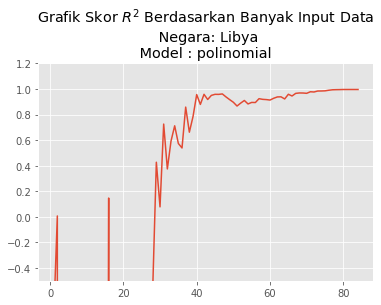 Grafik Skor R² Berdasarkan Banyak Input Data
Negara: Libya
Model : polinomial
1.2
1.0
0.8
0.6
0.4
0.2
0.0
−0.2
−0.4
0 20 40 60 80